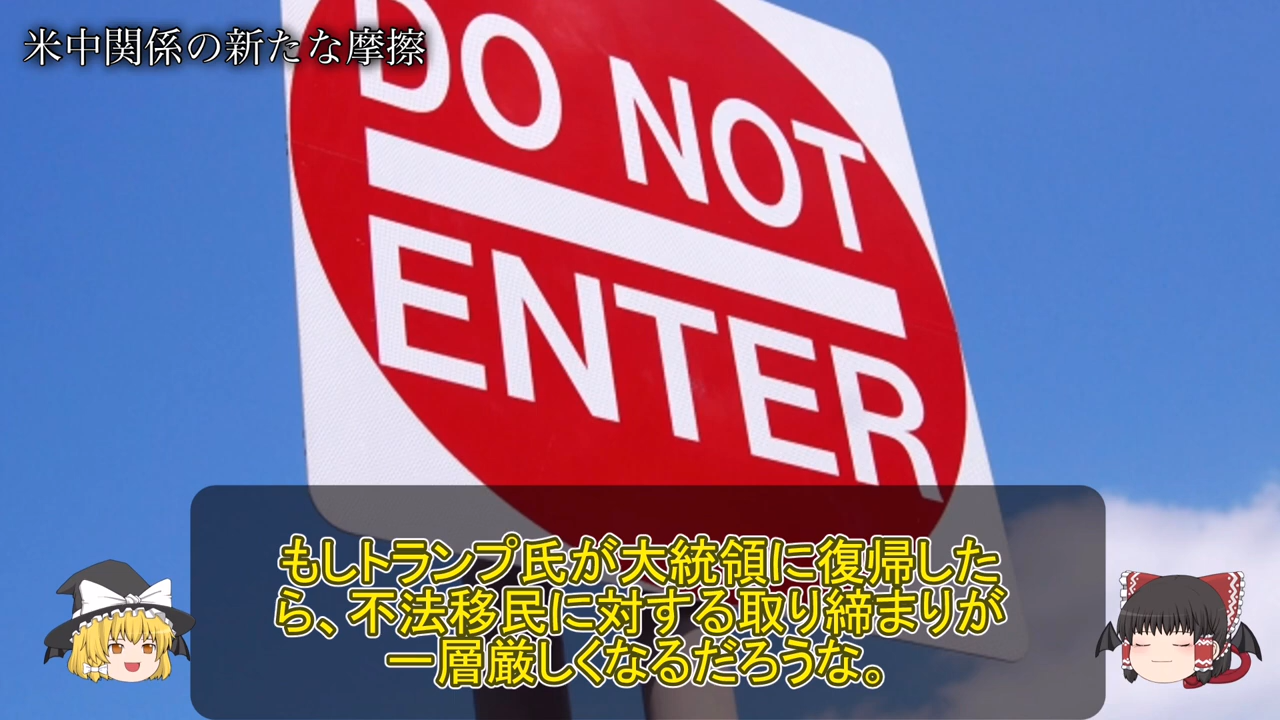 米中関係の新たな摩擦
DO NOT
ENTER
もしトランプ氏が大統領に復帰した
ら、不法移民に対する取り締まりが
一層厳しくなるだろうな。